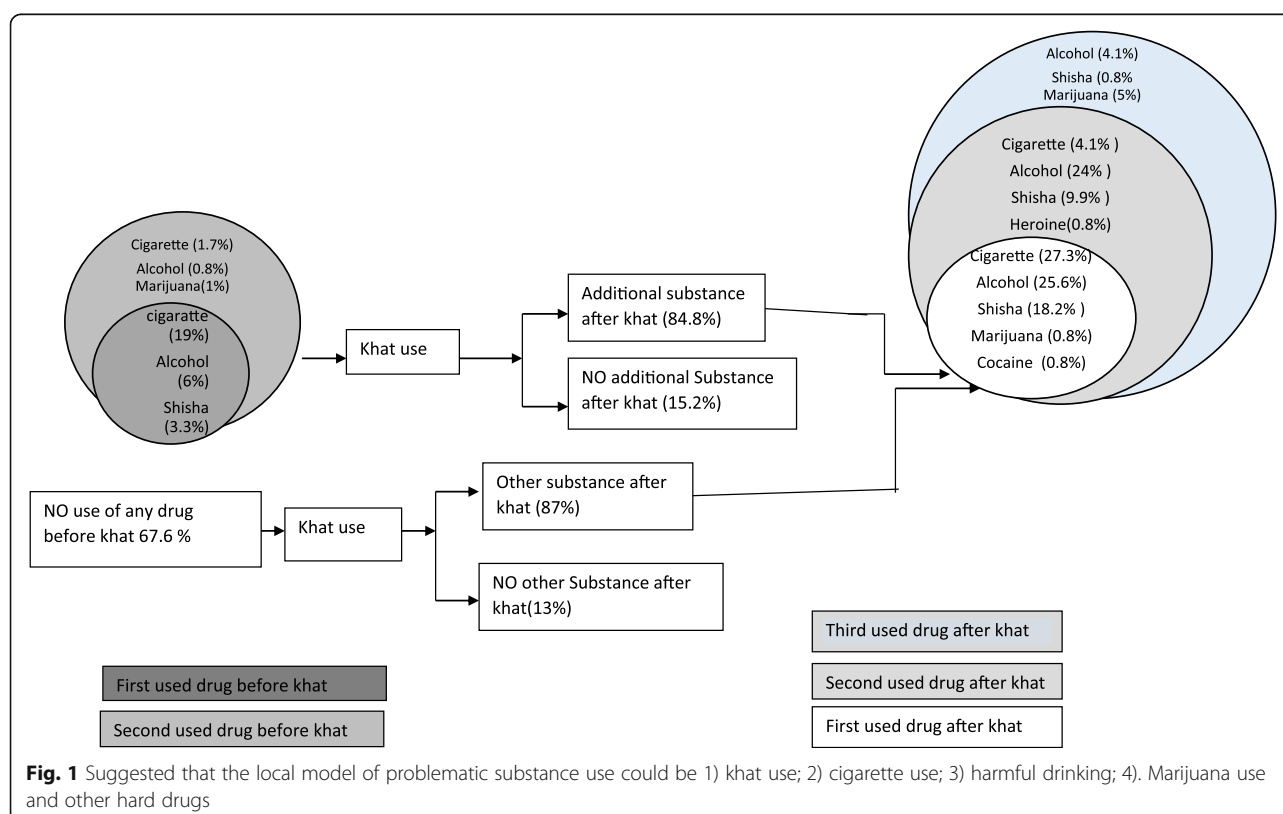 Alcohol (4.1%)
Shisha (0.8%
Marijuana (5%)
Cigarette (4.1% )
Alcohol (24% )
Shisha (9.9% )
Heroine(0.8%)
Cigarette (27.3%)
Alcohol (25.6%)
Shisha (18.2% )
Marijuana (0.8%)
Cocaine (0.8%)
Cigarette (1.7%)
Alcohol (0.8%)
Marijuana(1%)
cigaratte
(19%)
Alcohol
(6%)
Shisha
(3.3%)
Khat use
Additional substance
after khat (84.8%)
NO additional Substance
after khat (15.2%)
NO use of any drug
before khat 67.6 %
Khat use
Other substance after
khat (87%)
NO other Substance after
khat(13%)
First used drug before khat
Second used drug before khat
Third used drug after khat
Second used drug after khat
First used drug after khat
Fig. 1 Suggested that the local model of problematic substance use could be 1) khat use; 2) cigarette use; 3) harmful drinking; 4). Marijuana use
and other hard drugs